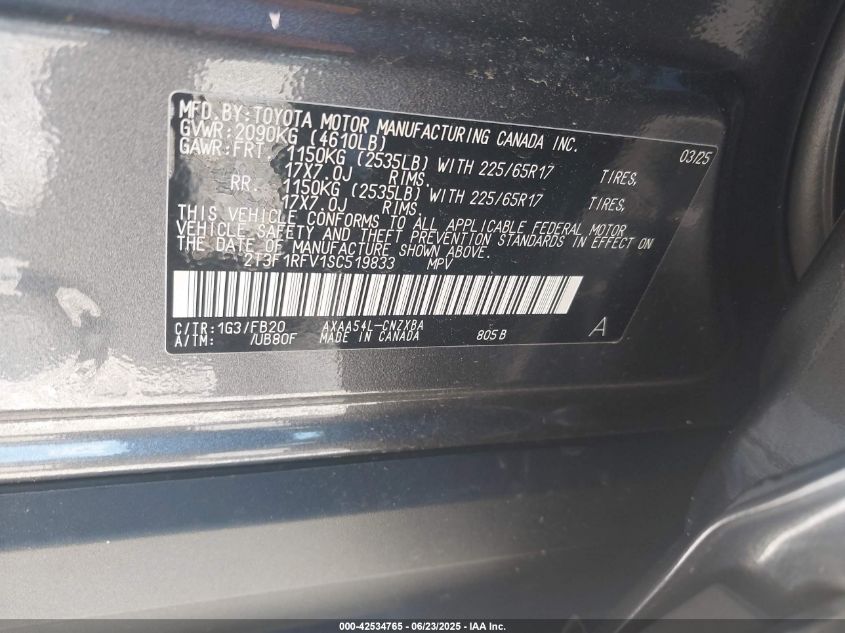 MFD.BY:TOYOTA MOTOR MANUFACTURING CANADA INC.
GVWR:2090KG (4610LB) 03/25
GAWR:FRT. 1150KG (2535LB) WITH 225/65R17 TIRES,
17X7.0J RIMS.
RR. 1150KG (2535LB) WITH 225/65R17 TIRES,
17X7.0J RIMS.
THIS VEHICLE CONFORMS TO ALL APPLICABLE FEDERAL MOTOR
VEHICLE SAFETY AND THEFT PREVENTION STANDARDS IN EFFECT ON
THE DATE OF MANUFACTURE SHOWN ABOVE.
2T3F1RFV1SC519833 MPV
C/TR:1G3/FB20 AXAA54L-CNZXBA
A/TM: /UB80F MADE IN CANADA 805B A
000-42534765 - 06/23/2025 - IAA Inc.